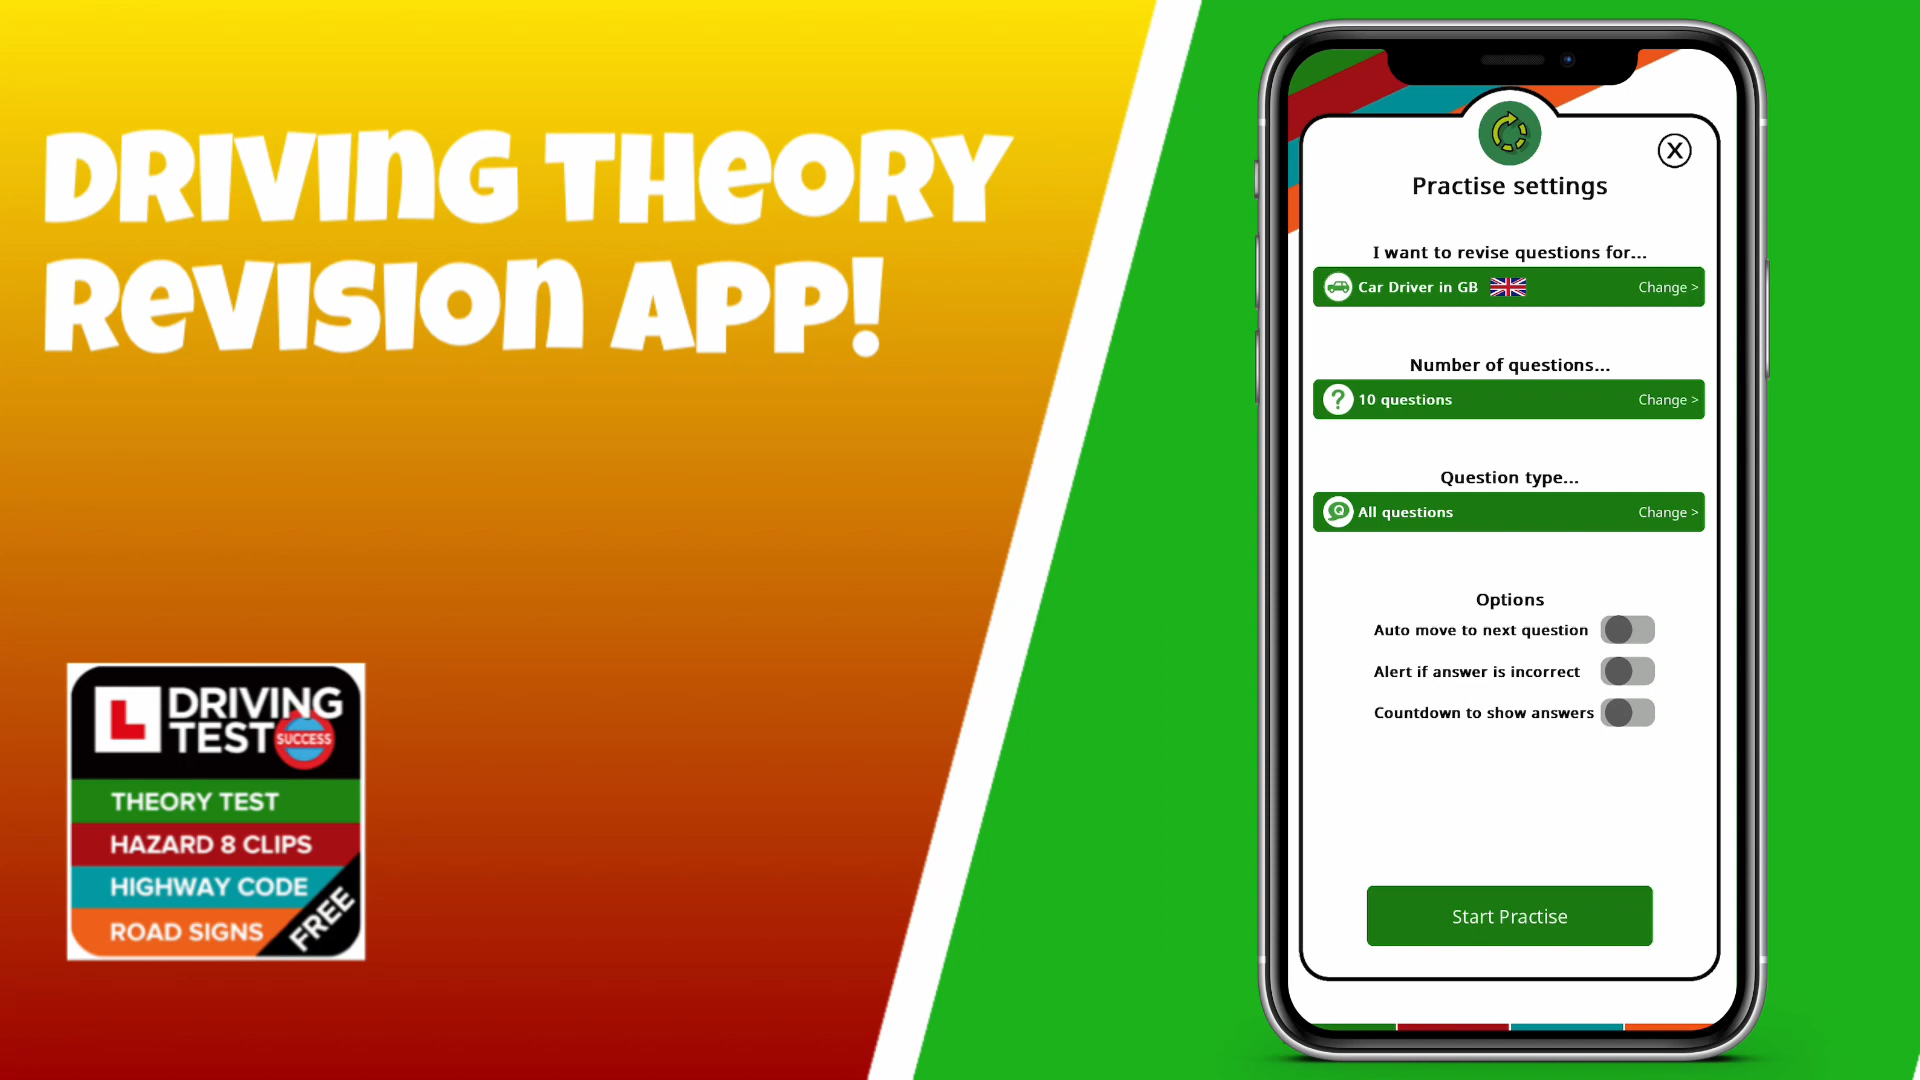 DRIVING THEORY
REVISION APP!
L DRIVING
TEST SUCCESS
THEORY TEST
HAZARD 8 CLIPS
HIGHWAY CODE
ROAD SIGNS
FREE
X
Practise settings
I want to revise questions for...
Car Driver in GB Change >
Number of questions...
? 10 questions Change >
Question type...
Q All questions Change >
Options
Auto move to next question
Alert if answer is incorrect
Countdown to show answers
Start Practise